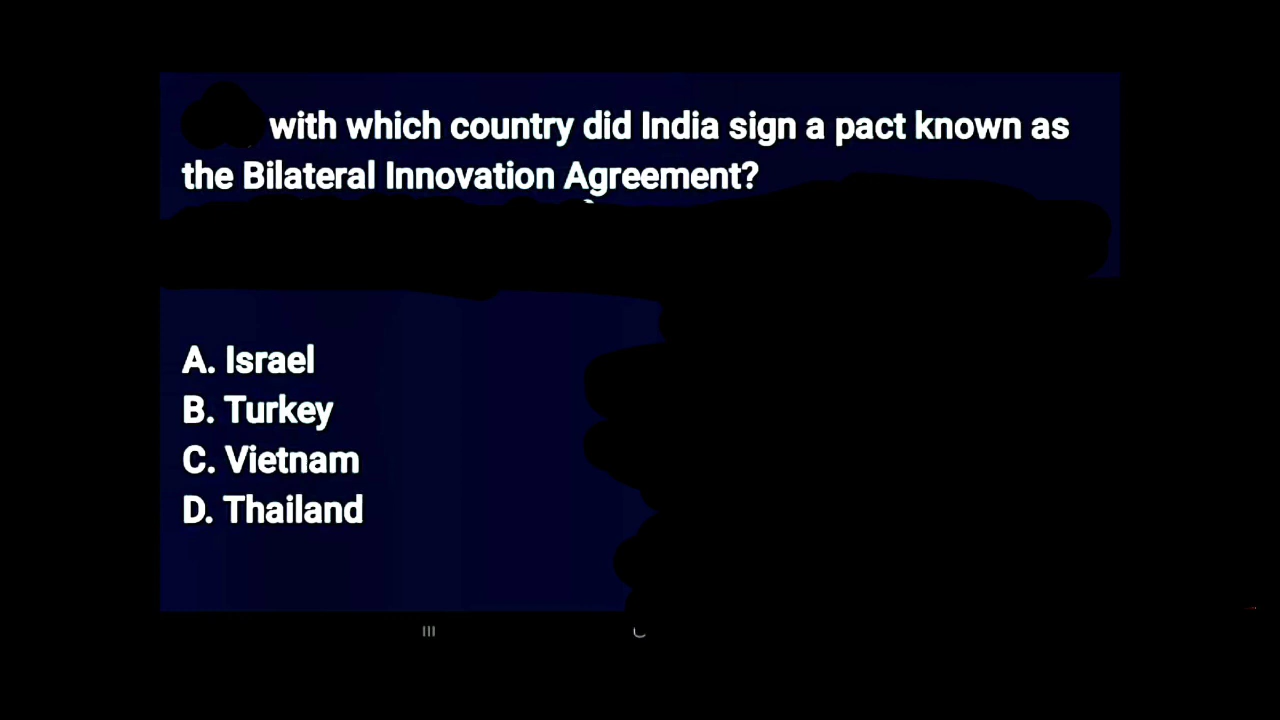 with which country did India sign a pact known as
the Bilateral Innovation Agreement?
A. Israel
B. Turkey
C. Vietnam
D. Thailand